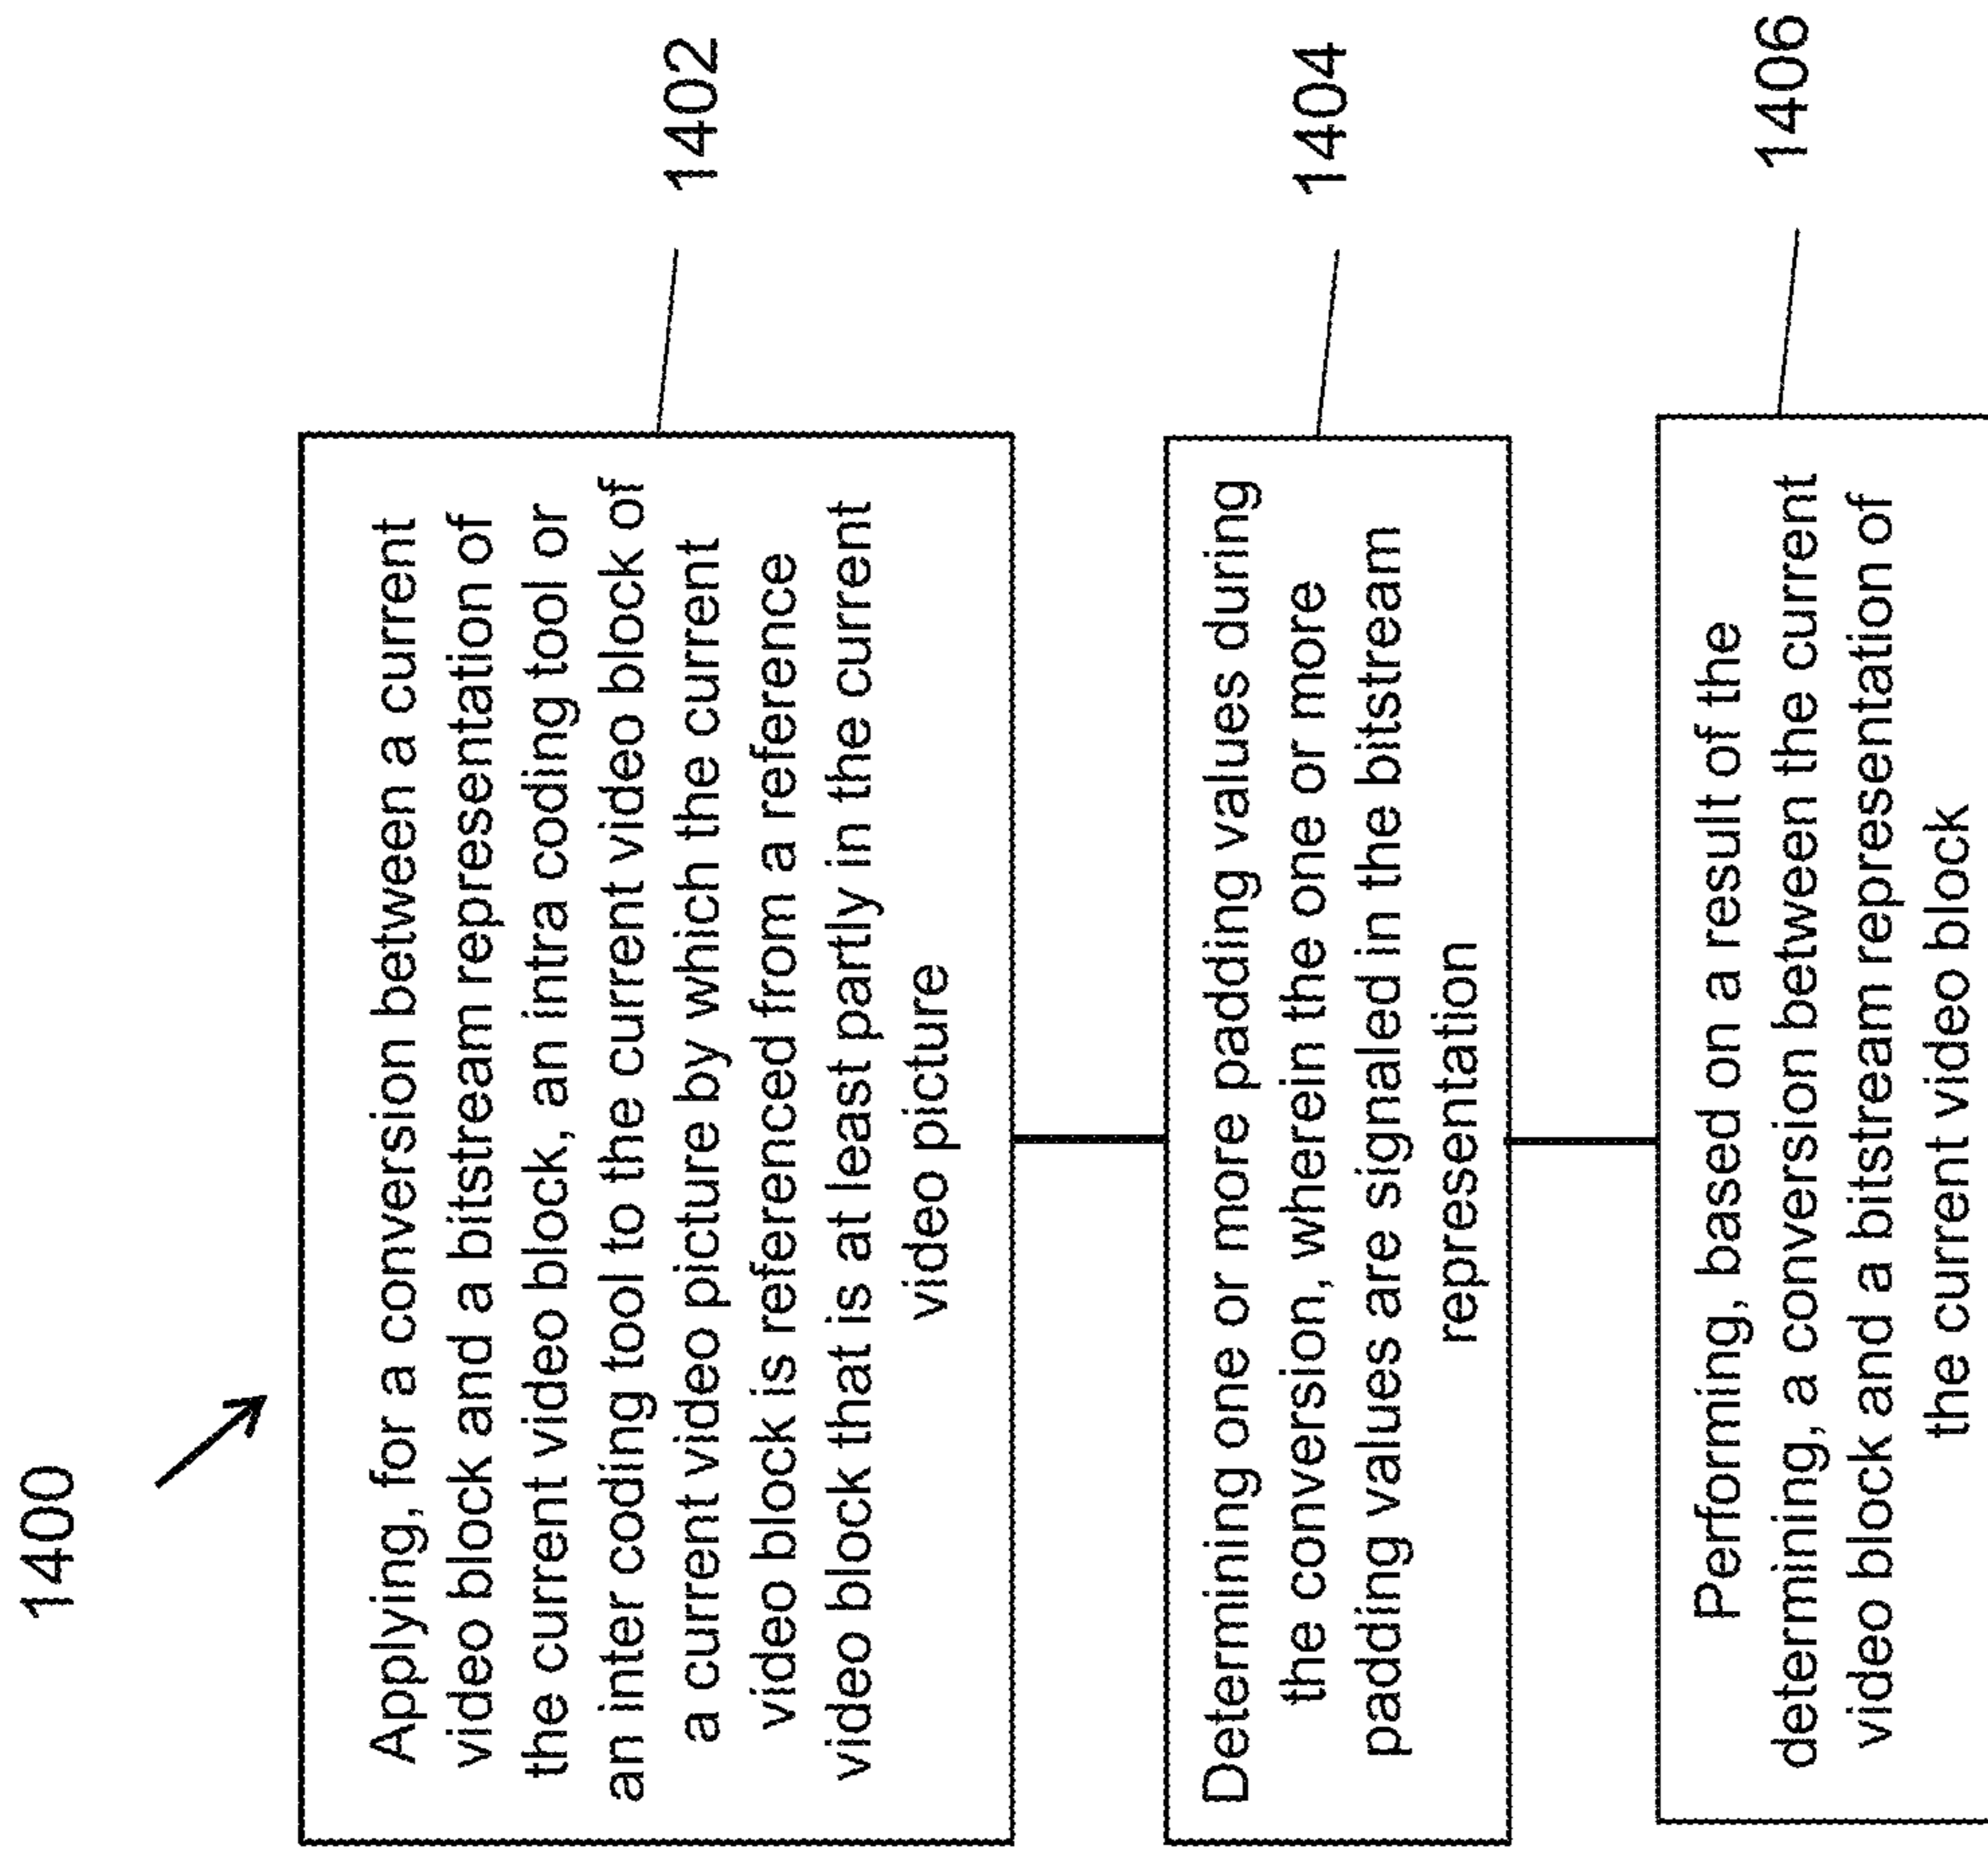 1400
Applying, for a conversion between a current
video block and a bitstream representation of
the current video block, an intra coding tool or
an inter coding tool to the current video block of
a current video picture by which the current
video block is referenced from a reference
video block that is at least partly in the current
video picture
1402
Determining one or more padding values during
the conversion, wherein the one or more
padding values are signaled in the bitstream
representation
1404
Performing, based on a result of the
determining, a conversion between the current
video block and a bitstream representation of
the current video block
1406